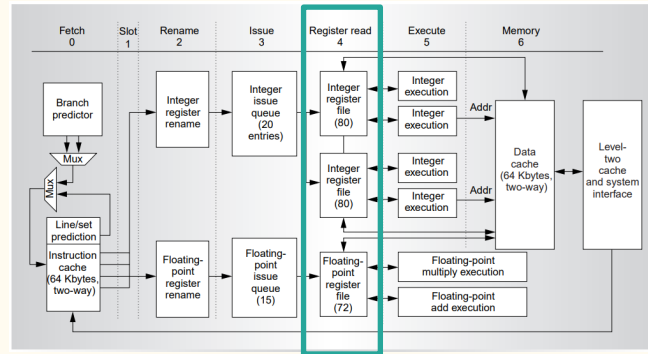 Fetch
0
Slot
1
Rename
2
Issue
3
Register read
4
Execute
5
Memory
6
Branch
predictor
Mux
Mux
Line/set
prediction
Instruction
cache
(64 Kbytes,
two-way)
Integer
register
rename
Floating-
point
register
rename
Integer
issue
queue
(20
entries)
Floating-
point
issue
queue
(15)
Integer
register
file
(80)
Integer
register
file
(80)
Floating-
point
register
file
(72)
Integer
execution
Integer
execution
Integer
execution
Integer
execution
Floating-point
multiply execution
Floating-point
add execution
Addr
Addr
Data
cache
(64 Kbytes,
two-way)
Level-
two
cache
and system
interface